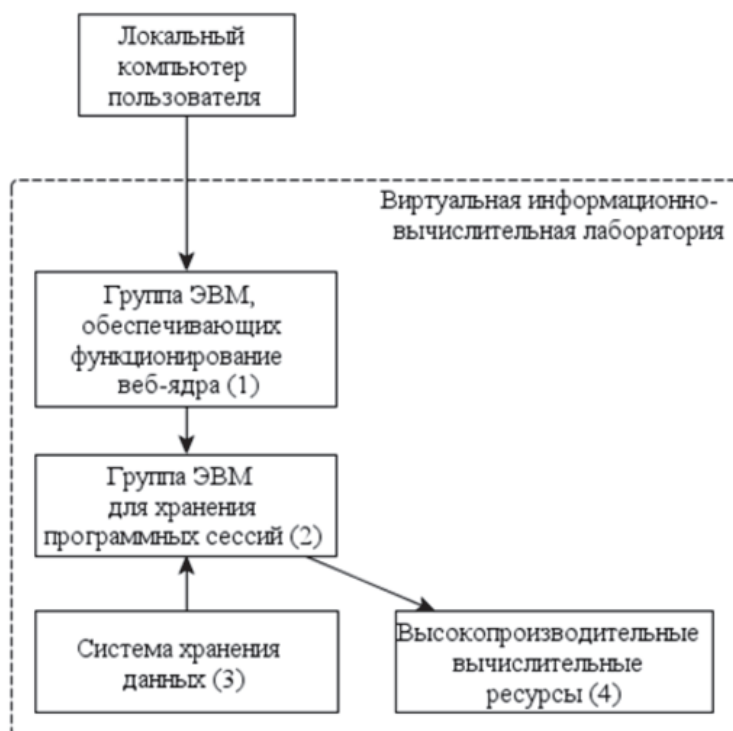 Локальный
компьютер
пользователя
Виртуальная информационно-
вычислительная лаборатория
Группа ЭВМ,
обеспечивающих
функционирование
веб-ядра (1)
Группа ЭВМ
для хранения
программных сессий (2)
Система хранения
данных (3)
Высокопроизводительные
вычислительные
ресурсы (4)